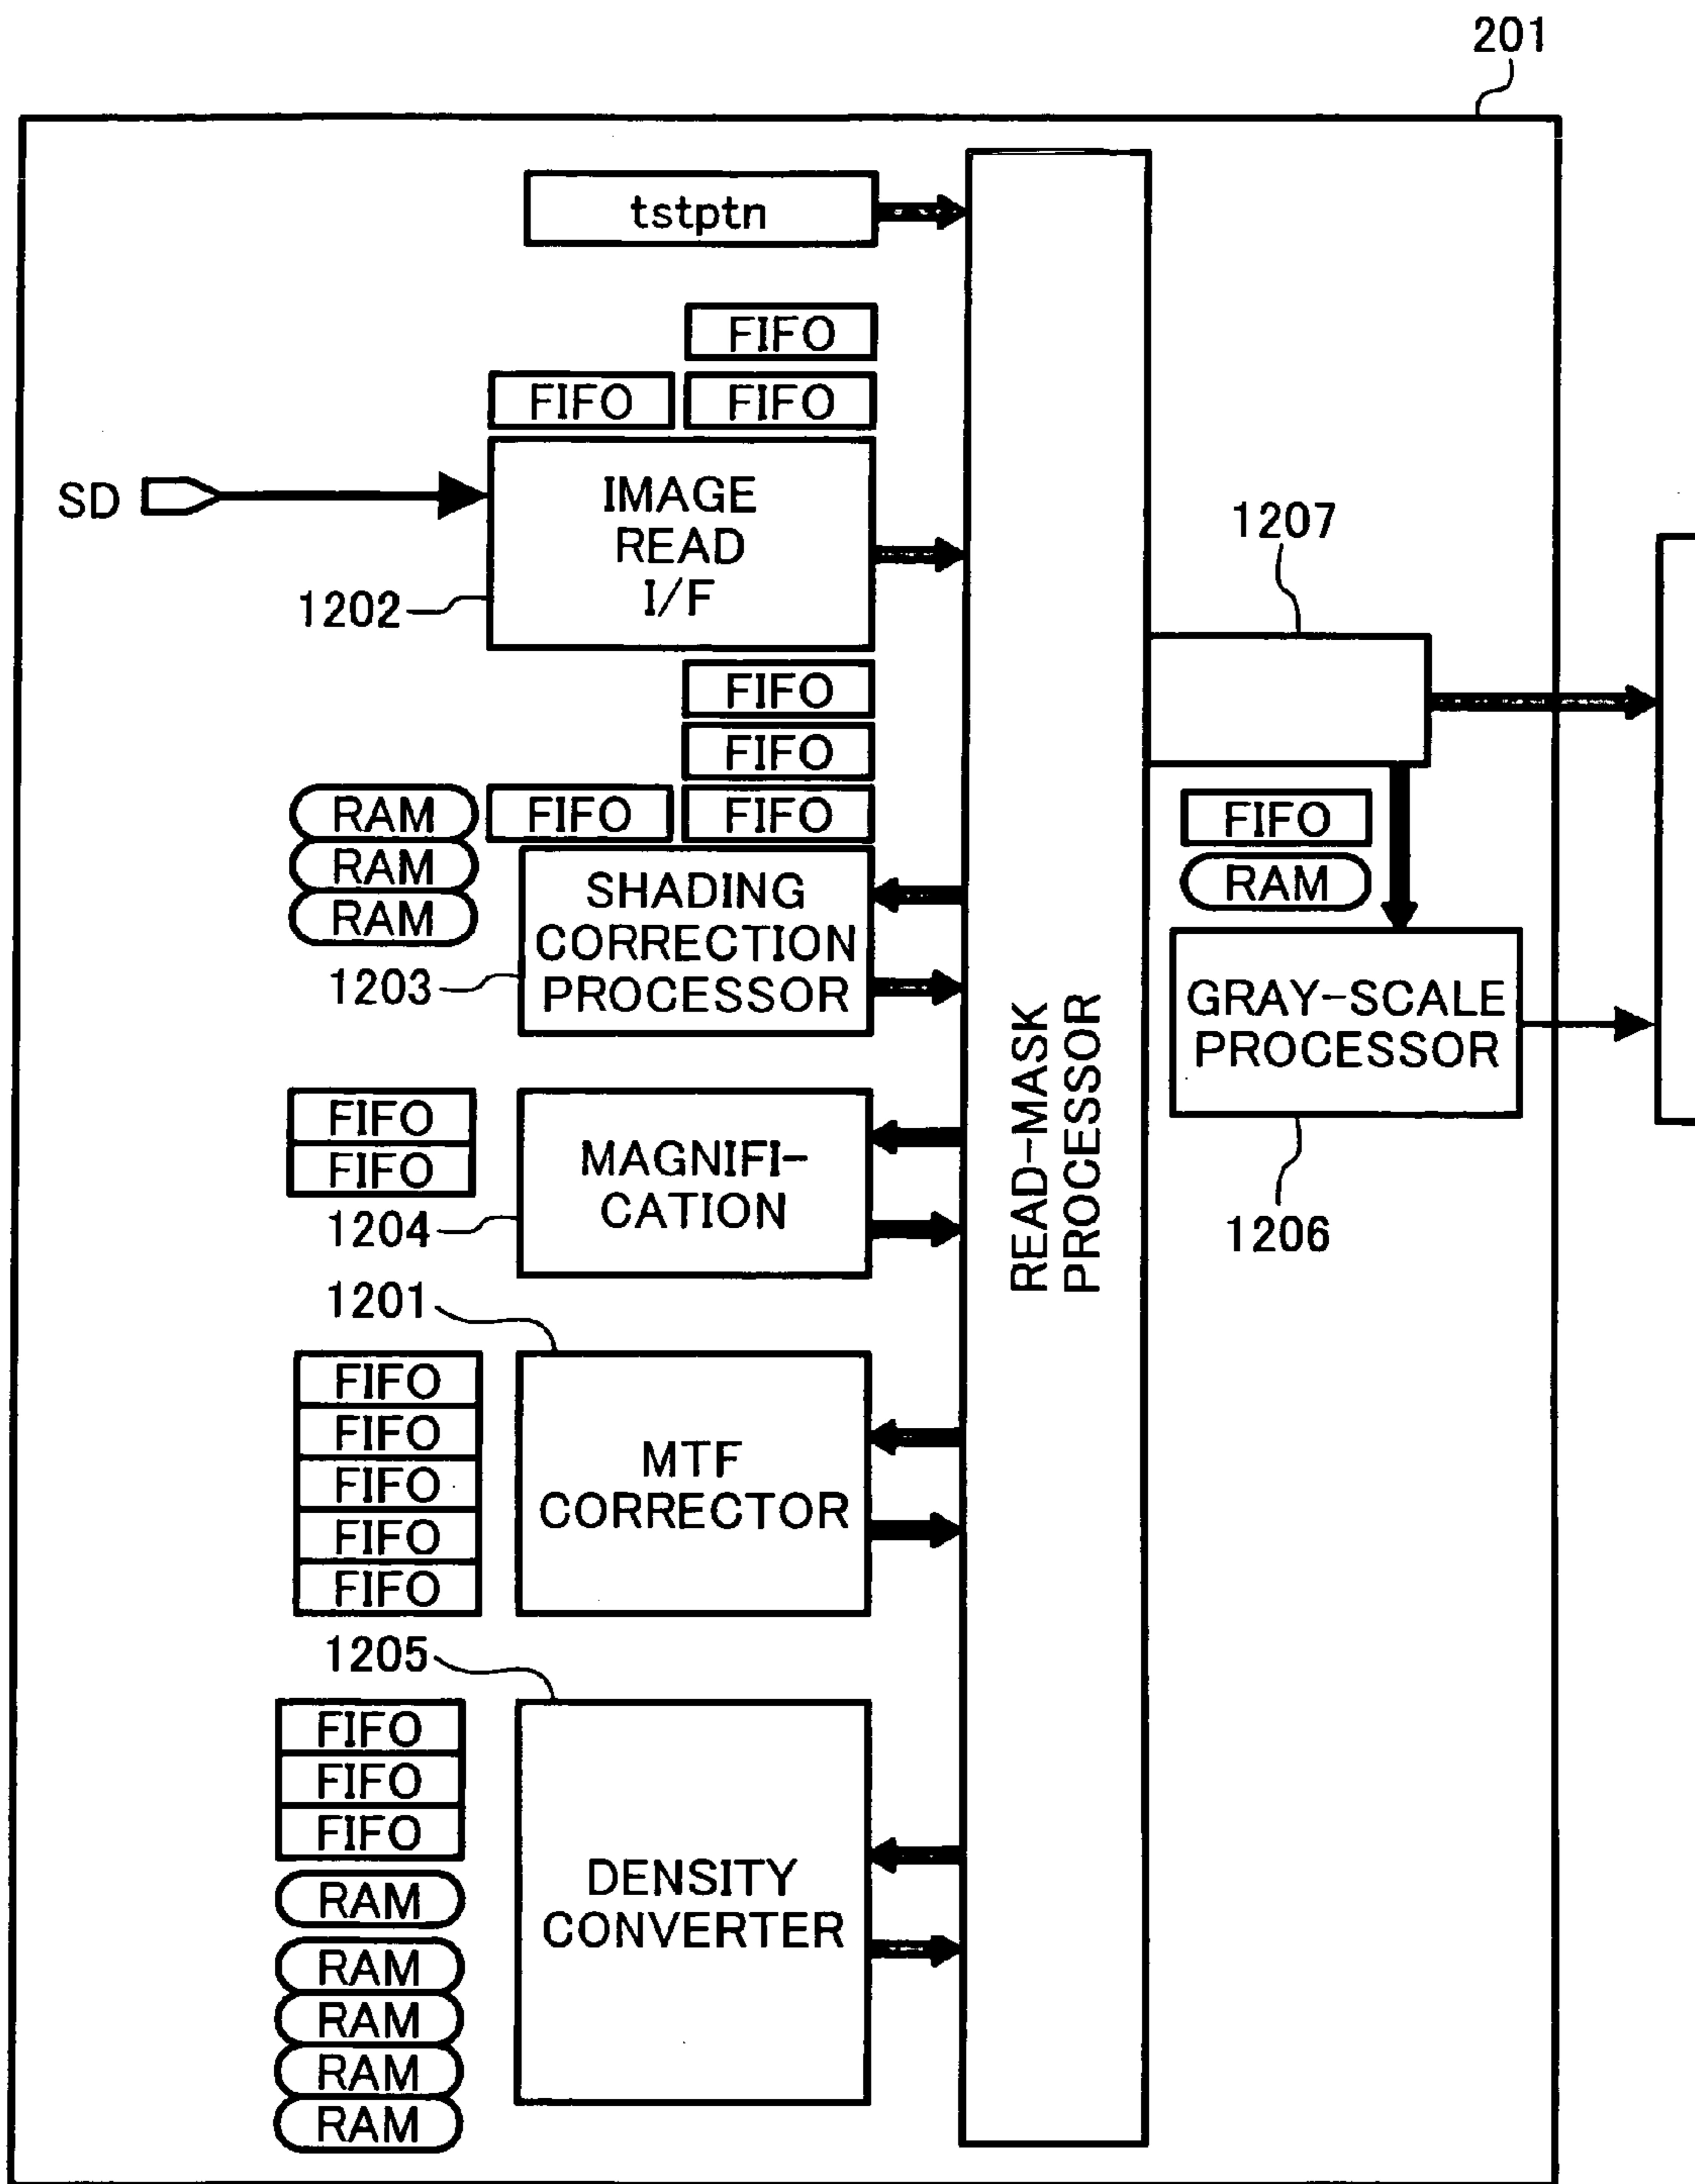 201
tstptn
FIFO
FIFO FIFO
SD
IMAGE
READ
I/F
1202
FIFO
FIFO
RAM FIFO FIFO
RAM
RAM
SHADING
CORRECTION
PROCESSOR
1203
FIFO
FIFO
MAGNIFI-
CATION
1204
1201
FIFO
FIFO
FIFO
FIFO
FIFO
MTF
CORRECTOR
1205
FIFO
FIFO
FIFO
RAM
RAM
RAM
RAM
RAM
DENSITY
CONVERTER
READ-MASK
PROCESSOR
1207
FIFO
RAM
GRAY-SCALE
PROCESSOR
1206